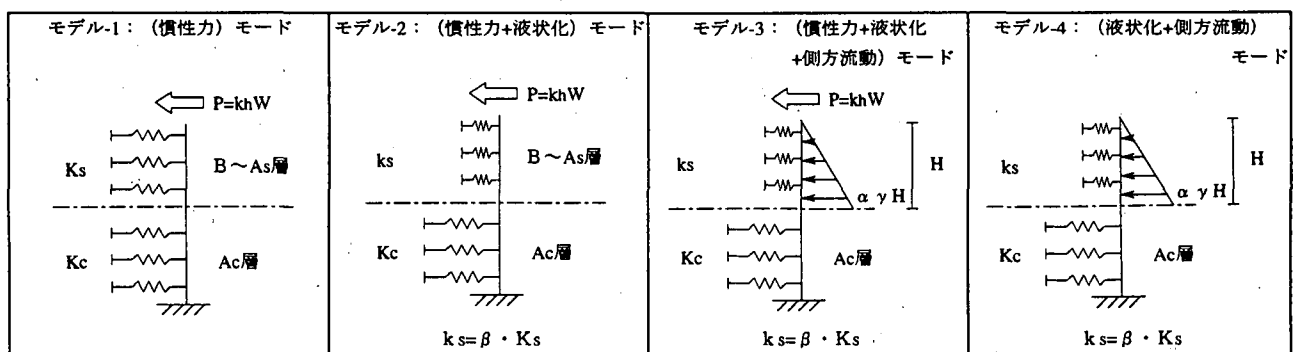 モデル-1：（慣性力）モード
P=khW
Ks
B～As層
Kc
Ac層
モデル-2：（慣性力+液状化）モード
P=khW
ks
B～As層
Kc
Ac層
ks=β・Ks
モデル-3：（慣性力+液状化
+側方流動）モード
P=khW
ks
H
αγH
Kc
Ac層
ks=β・Ks
モデル-4：（液状化+側方流動）
モード
ks
H
αγH
Kc
Ac層
ks=β・Ks